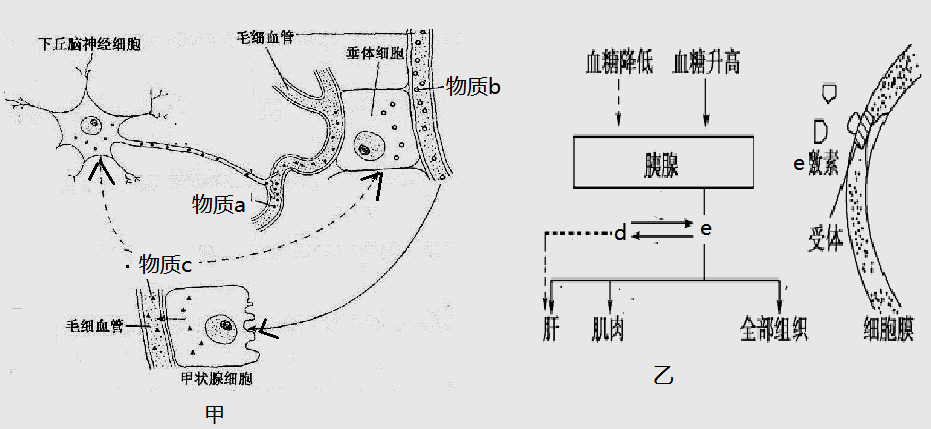 下丘脑神经细胞
毛细血管
垂体细胞
物质b
物质a
物质c
毛细血管
甲状腺细胞
甲
血糖降低 血糖升高
胰腺
d e
肝 肌肉 全部组织
乙
e激素
受体
细胞膜